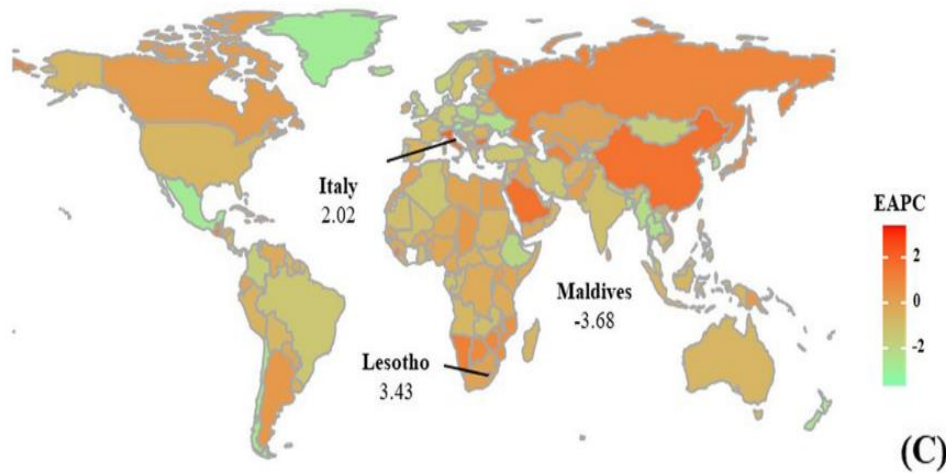 Italy
2.02
Maldives
-3.68
Lesotho
3.43
EAPC
2
0
-2
(C)